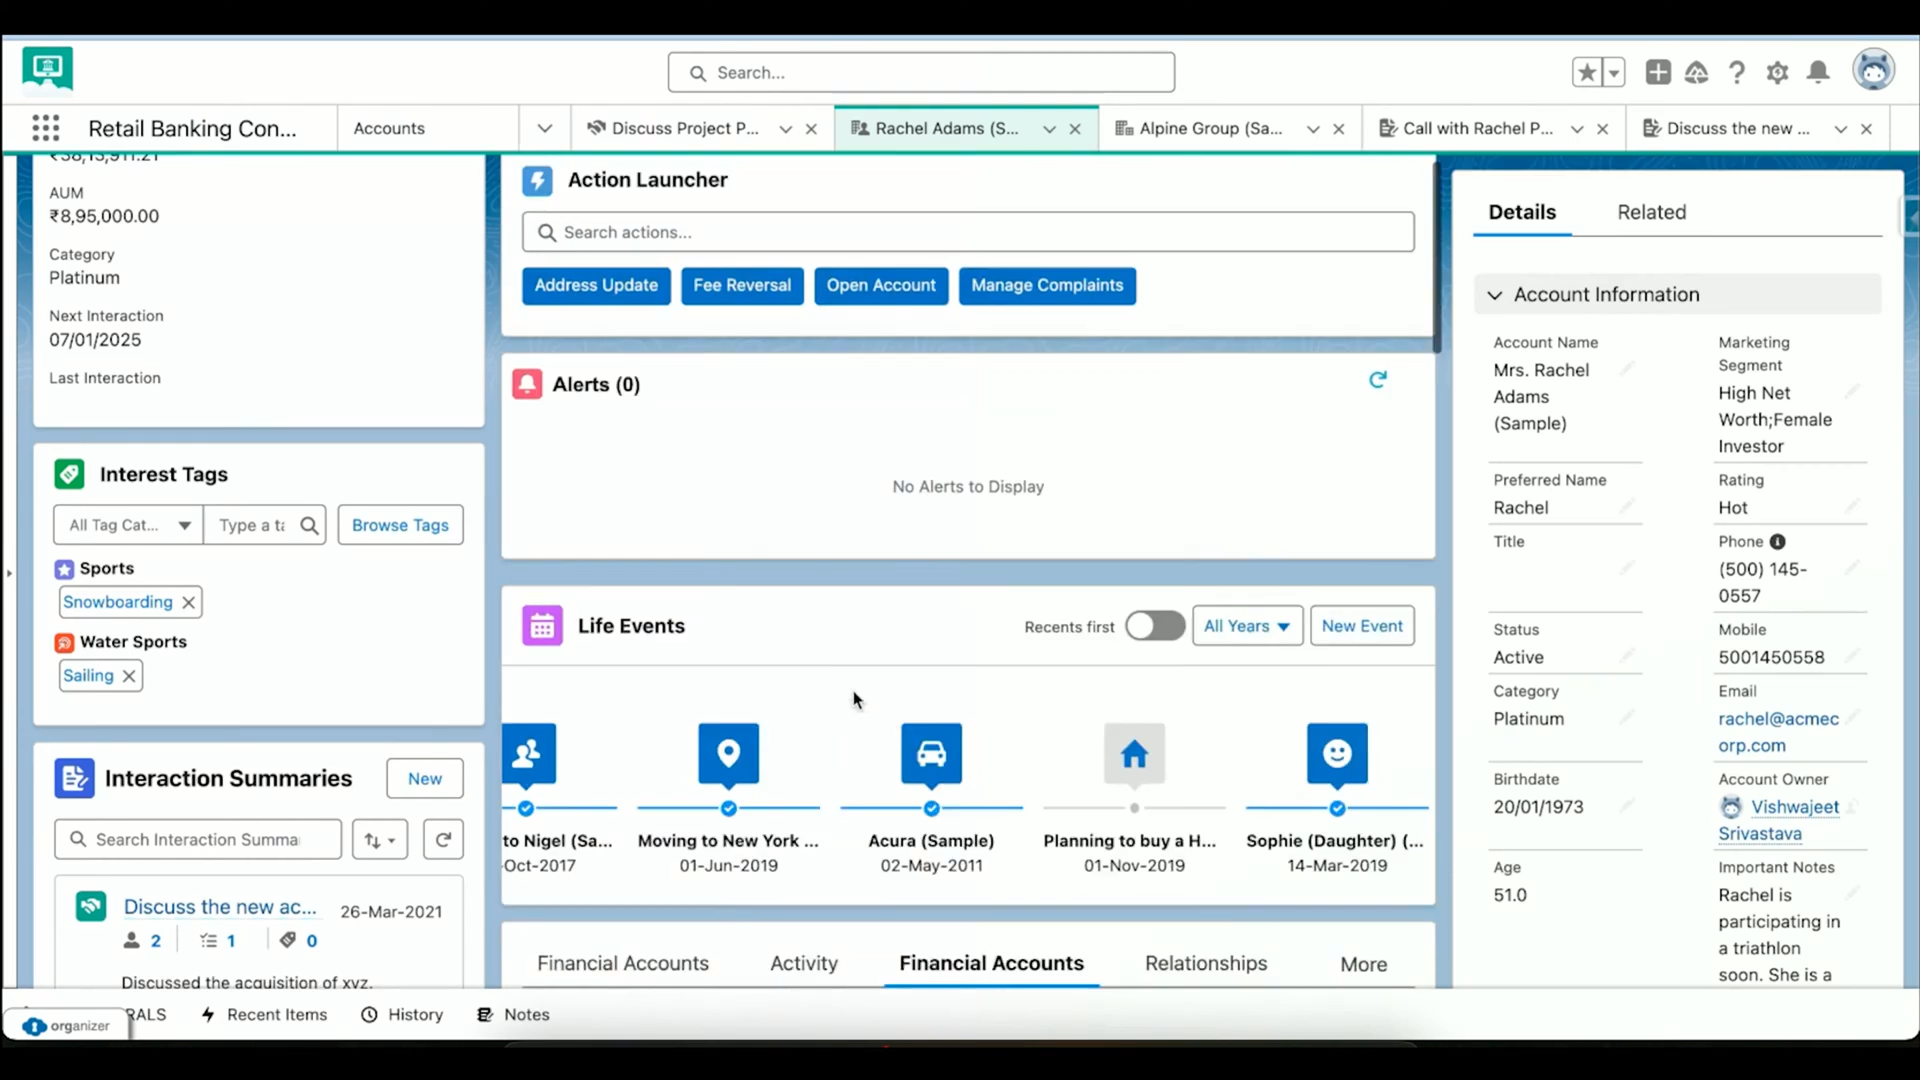 Search...
Retail Banking Con...
Accounts
Discuss Project P...
Rachel Adams (S...
Alpine Group (Sa...
Call with Rachel P...
Discuss the new ...
AUM
₹8,95,000.00
Category
Platinum
Next Interaction
07/01/2025
Last Interaction
Interest Tags
All Tag Cat...
Type a ta
Browse Tags
Sports
Snowboarding
Water Sports
Sailing
Interaction Summaries
New
Search Interaction Summa
Discuss the new ac...
26-Mar-2021
2
1
0
Discussed the acquisition of xyz.
Action Launcher
Search actions...
Address Update
Fee Reversal
Open Account
Manage Complaints
Alerts (0)
No Alerts to Display
Life Events
Recents first
All Years
New Event
to Nigel (Sa...
-Oct-2017
Moving to New York ...
01-Jun-2019
Acura (Sample)
02-May-2011
Planning to buy a H...
01-Nov-2019
Sophie (Daughter) (...
14-Mar-2019
Financial Accounts
Activity
Financial Accounts
Relationships
More
Details
Related
Account Information
Account Name
Mrs. Rachel
Adams
(Sample)
Marketing
Segment
High Net
Worth;Female
Investor
Preferred Name
Rachel
Rating
Hot
Title
Phone
(500) 145-
0557
Status
Active
Mobile
5001450558
Category
Platinum
Email
rachel@acmec
orp.com
Birthdate
20/01/1973
Account Owner
Vishwajeet
Srivastava
Age
51.0
Important Notes
Rachel is
participating in
a triathlon
soon. She is a
organizer
RALS
Recent Items
History
Notes